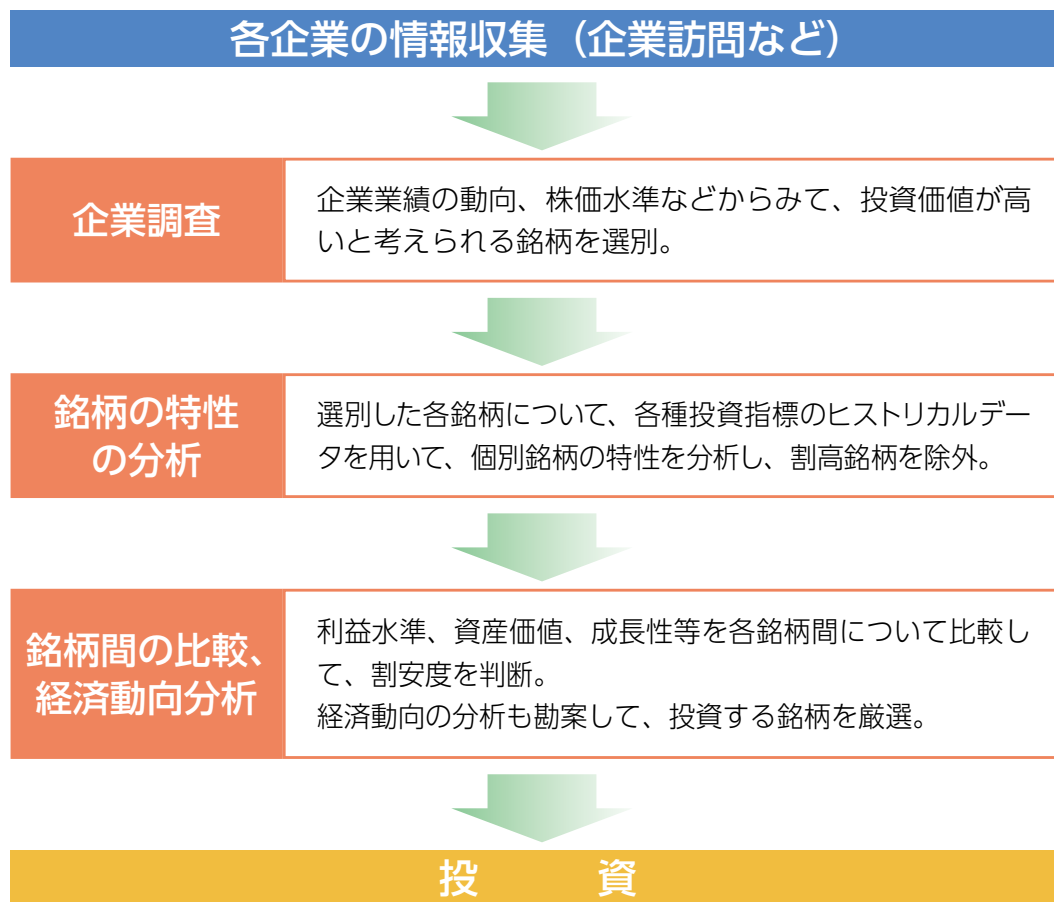 各企業の情報収集（企業訪問など）
企業調査
企業業績の動向、株価水準などからみて、投資価値が高
いと考えられる銘柄を選別。
銘柄の特性
の分析
選別した各銘柄について、各種投資指標のヒストリカルデー
タを用いて、個別銘柄の特性を分析し、割高銘柄を除外。
銘柄間の比較、
経済動向分析
利益水準、資産価値、成長性等を各銘柄間について比較し
て、割安度を判断。
経済動向の分析も勘案して、投資する銘柄を厳選。
投　資